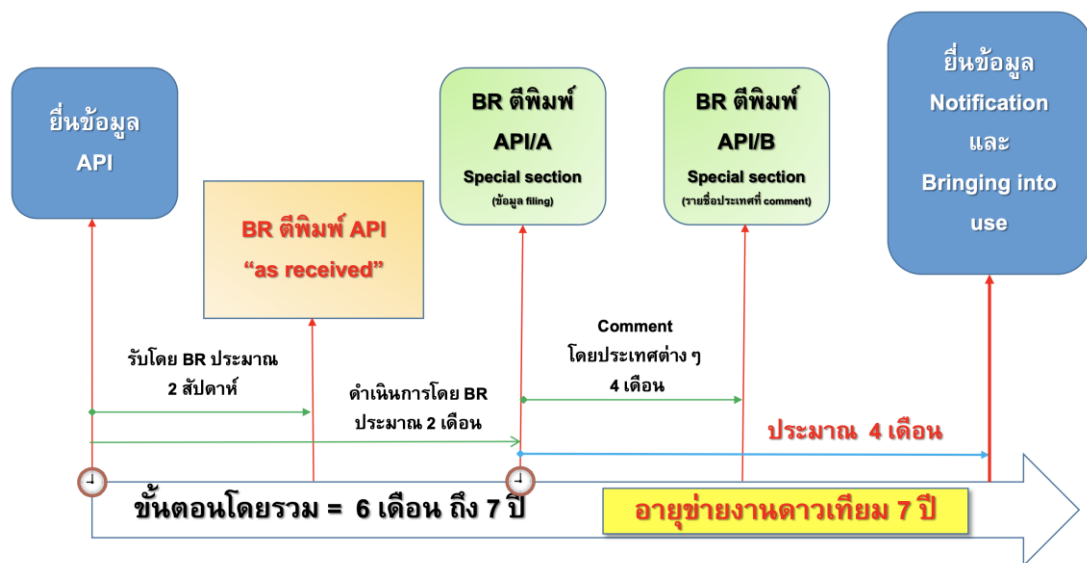 ยื่นข้อมูล
API
BR ตีพิมพ์ API
“as received”
BR ตีพิมพ์
API/A
Special section
(ข้อมูล filing)
BR ตีพิมพ์
API/B
Special section
(รายชื่อประเทศที่ comment)
ยื่นข้อมูล
Notification
และ
Bringing into
use
รับโดย BR ประมาณ
2 สัปดาห์
ดำเนินการโดย BR
ประมาณ 2 เดือน
Comment
โดยประเทศต่าง ๆ
4 เดือน
ประมาณ 4 เดือน
ขั้นตอนโดยรวม = 6 เดือน ถึง 7 ปี
อายุข่ายงานดาวเทียม 7 ปี